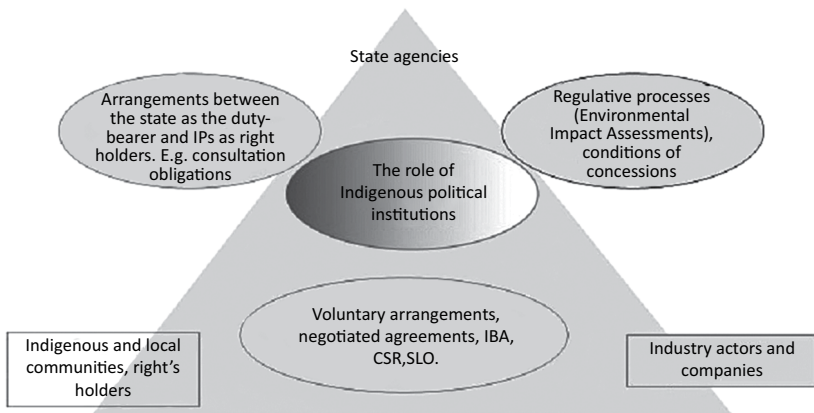 State agencies
Arrangements between
the state as the duty-
bearer and IPs as right
holders. E.g. consultation
obligations
Regulative processes
(Environmental
Impact Assessments),
conditions of
concessions
The role of
Indigenous political
institutions
Voluntary arrangements,
negotiated agreements, IBA,
CSR,SLO.
Indigenous and local
communities, right's
holders
Industry actors and
companies